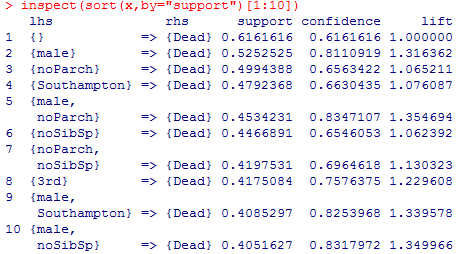 > inspect(sort(x,by="support")[1:10])
   lhs              rhs      support confidence     lift
1  {}            => {Dead} 0.6161616  0.6161616 1.000000
2  {male}        => {Dead} 0.5252525  0.8110919 1.316362
3  {noParch}     => {Dead} 0.4994388  0.6563422 1.065211
4  {Southampton} => {Dead} 0.4792368  0.6630435 1.076087
5  {male,
    noParch}     => {Dead} 0.4534231  0.8347107 1.354694
6  {noSibSp}     => {Dead} 0.4466891  0.6546053 1.062392
7  {noParch,
    noSibSp}     => {Dead} 0.4197531  0.6964618 1.130323
8  {3rd}         => {Dead} 0.4175084  0.7576375 1.229608
9  {male,
    Southampton} => {Dead} 0.4085297  0.8253968 1.339578
10 {male,
    noSibSp}     => {Dead} 0.4051627  0.8317972 1.349966